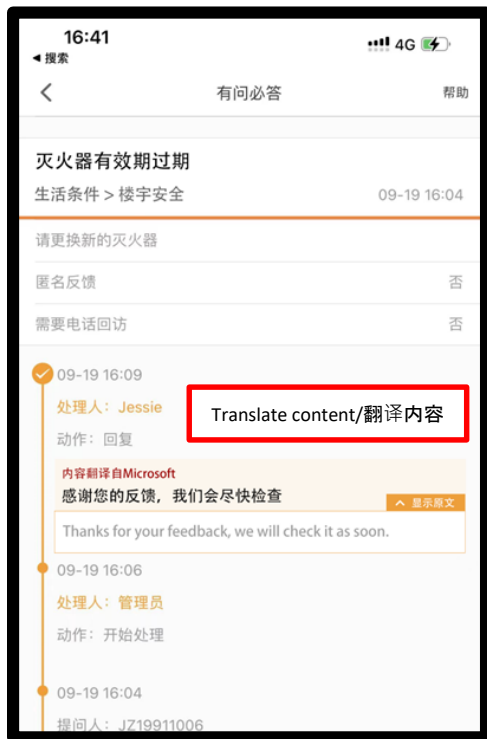 16:41
4G
搜索
有问必答
帮助
灭火器有效期过期
生活条件 > 楼宇安全
09-19 16:04
请更换新的灭火器
匿名反馈
否
需要电话回访
否
09-19 16:09
处理人：Jessie
Translate content/翻译内容
动作：回复
内容翻译自Microsoft
感谢您的反馈，我们会尽快检查
显示原文
Thanks for your feedback, we will check it as soon.
09-19 16:06
处理人：管理员
动作：开始处理
09-19 16:04
提问人：JZ19911006